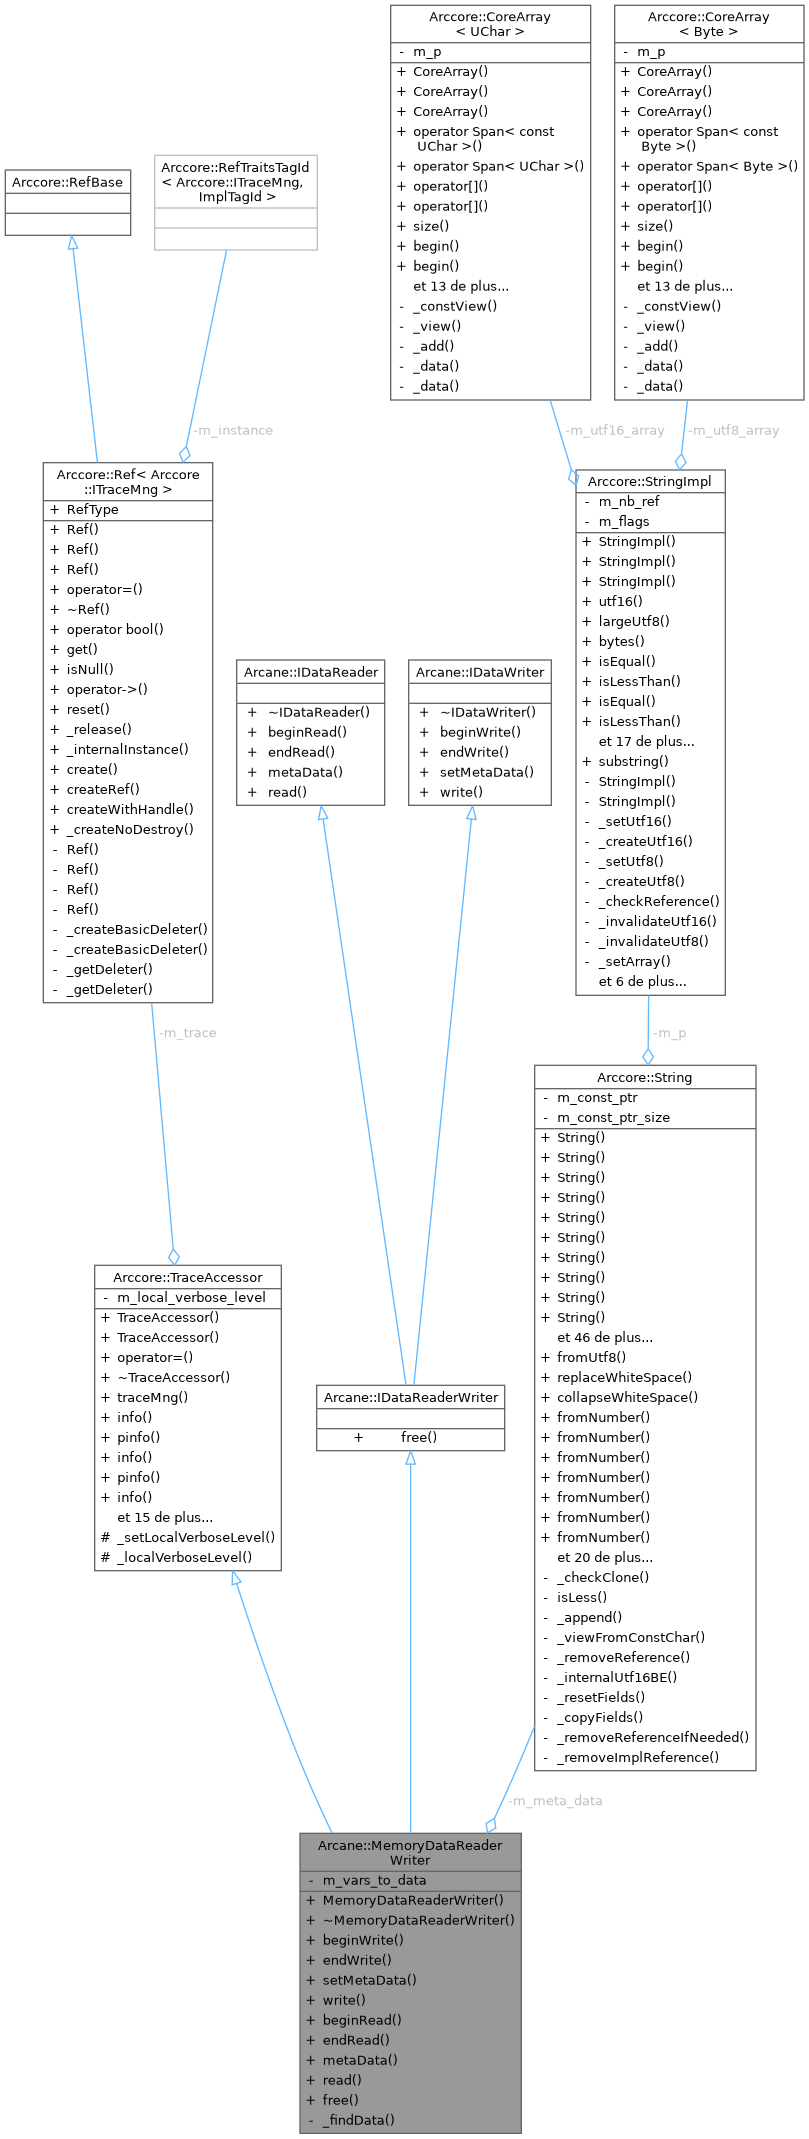 Arccore::CoreArray
< UChar >
- m_p
+ CoreArray()
+ CoreArray()
+ CoreArray()
+ operator Span< const
UChar >()
+ operator Span< UChar >()
+ operator[]()
+ operator[]()
+ size()
+ begin()
+ begin()
et 13 de plus...
- _constView()
- _view()
- _add()
- _data()
- _data()
Arccore::CoreArray
< Byte >
- m_p
+ CoreArray()
+ CoreArray()
+ CoreArray()
+ operator Span< const
Byte >()
+ operator Span< Byte >()
+ operator[]()
+ operator[]()
+ size()
+ begin()
+ begin()
et 13 de plus...
- _constView()
- _view()
- _add()
- _data()
- _data()
Arccore::RefBase
Arccore::RefTraitsTagId
< Arccore::ITraceMng,
ImplTagId >
-m_instance
-m_utf16_array
-m_utf8_array
Arccore::Ref< Arccore
::ITraceMng >
+ RefType
+ Ref()
+ Ref()
+ Ref()
+ operator=()
+ ~Ref()
+ operator bool()
+ get()
+ isNull()
+ operator->()
+ reset()
+ _release()
+ _internalInstance()
+ create()
+ createRef()
+ createWithHandle()
+ _createNoDestroy()
- Ref()
- Ref()
- Ref()
- Ref()
- _createBasicDeleter()
- _createBasicDeleter()
- _getDeleter()
- _getDeleter()
Arcane::IDataReader
+ ~IDataReader()
+ beginRead()
+ endRead()
+ metaData()
+ read()
Arcane::IDataWriter
+ ~IDataWriter()
+ beginWrite()
+ endWrite()
+ setMetaData()
+ write()
Arccore::StringImpl
- m_nb_ref
- m_flags
+ StringImpl()
+ StringImpl()
+ StringImpl()
+ utf16()
+ largeUtf8()
+ bytes()
+ isEqual()
+ isLessThan()
+ isEqual()
+ isLessThan()
et 17 de plus...
+ substring()
- StringImpl()
- StringImpl()
- _setUtf16()
- _createUtf16()
- _setUtf8()
- _createUtf8()
- _checkReference()
- _invalidateUtf16()
- _invalidateUtf8()
- _setArray()
et 6 de plus...
-m_trace
-m_p
Arccore::String
- m_const_ptr
- m_const_ptr_size
+ String()
+ String()
+ String()
+ String()
+ String()
+ String()
+ String()
+ String()
+ String()
+ String()
et 46 de plus...
+ fromUtf8()
+ replaceWhiteSpace()
+ collapseWhiteSpace()
+ fromNumber()
+ fromNumber()
+ fromNumber()
+ fromNumber()
+ fromNumber()
+ fromNumber()
+ fromNumber()
et 20 de plus...
- _checkClone()
- isLess()
- _append()
- _viewFromConstChar()
- _removeReference()
- _internalUtf16BE()
- _resetFields()
- _copyFields()
- _removeReferenceIfNeeded()
- _removeImplReference()
Arccore::TraceAccessor
- m_local_verbose_level
+ TraceAccessor()
+ TraceAccessor()
+ operator=()
+ ~TraceAccessor()
+ traceMng()
+ info()
+ pinfo()
+ info()
+ pinfo()
+ info()
et 15 de plus...
# _setLocalVerboseLevel()
# _localVerboseLevel()
Arcane::IDataReaderWriter
+ free()
-m_meta_data
Arcane::MemoryDataReader
Writer
- m_vars_to_data
+ MemoryDataReaderWriter()
+ ~MemoryDataReaderWriter()
+ beginWrite()
+ endWrite()
+ setMetaData()
+ write()
+ beginRead()
+ endRead()
+ metaData()
+ read()
+ free()
- _findData()